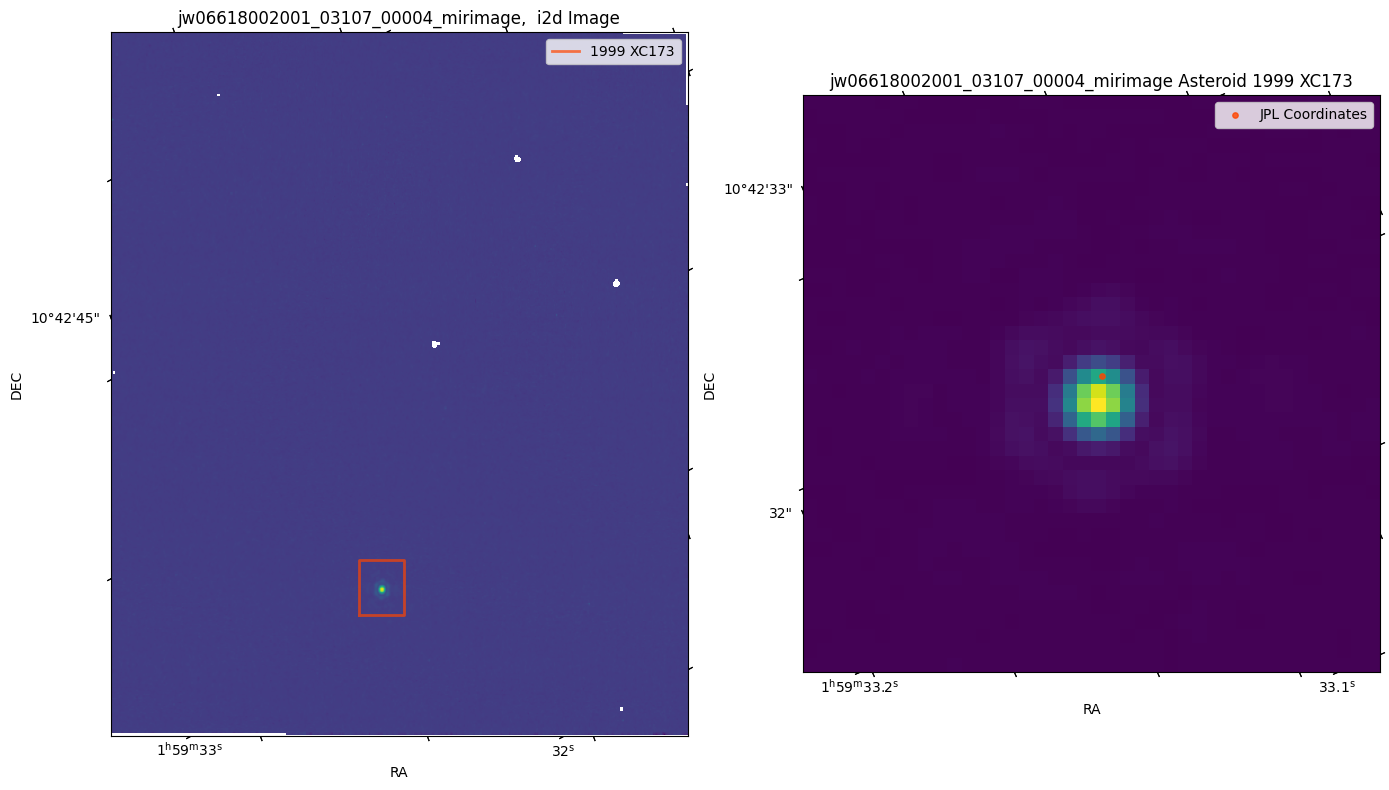 jw06618002001_03107_00004_mirimage,  i2d Image
1999 XC173
10°42'45"
DEC
1ʰ59ᵐ33ˢ
32ˢ
RA
jw06618002001_03107_00004_mirimage Asteroid 1999 XC173
JPL Coordinates
10°42'33"
DEC
32"
1ʰ59ᵐ33.2ˢ
33.1ˢ
RA